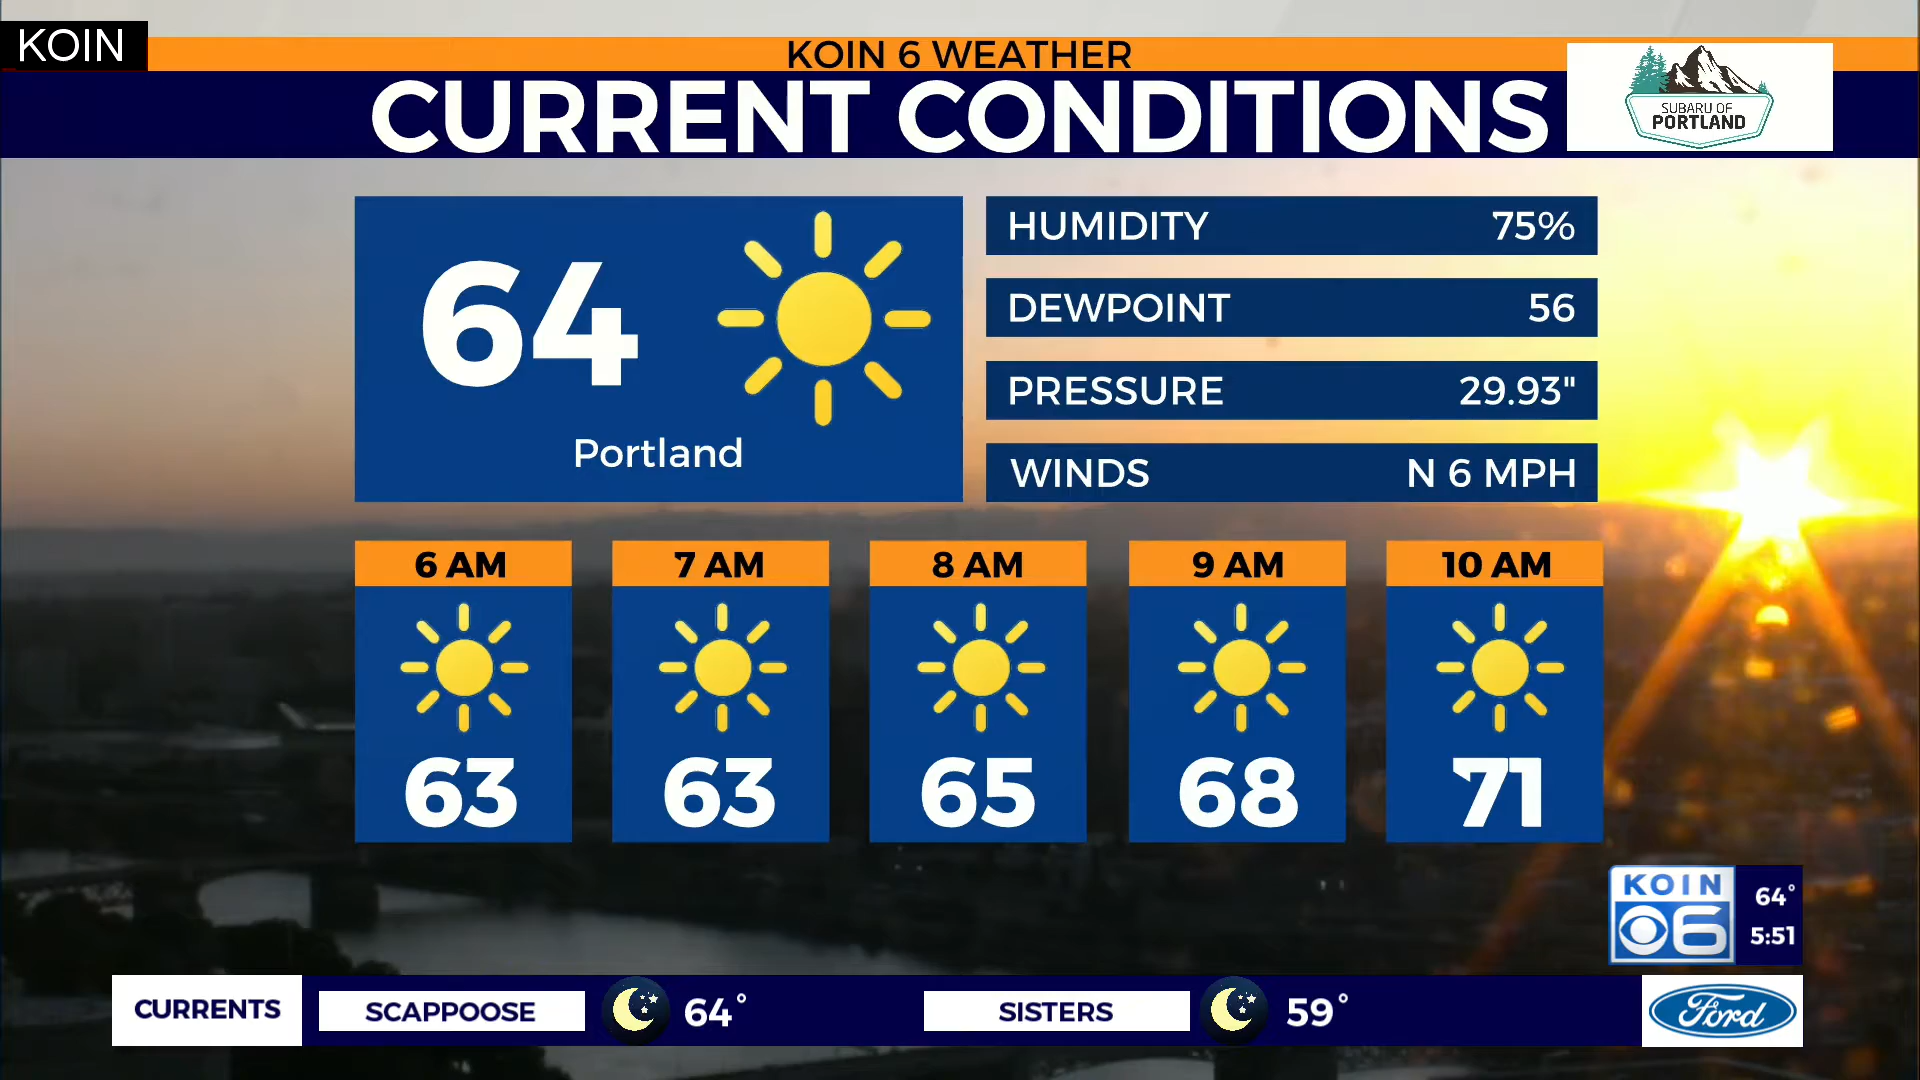 KOIN
KOIN 6 WEATHER
CURRENT CONDITIONS
SUBARU OF
PORTLAND
64
Portland
HUMIDITY 75%
DEWPOINT 56
PRESSURE 29.93"
WINDS N 6 MPH
6 AM 7 AM 8 AM 9 AM 10 AM
63 63 65 68 71
KOIN
6
64°
5:51
CURRENTS SCAPPOOSE 64° SISTERS 59° Ford